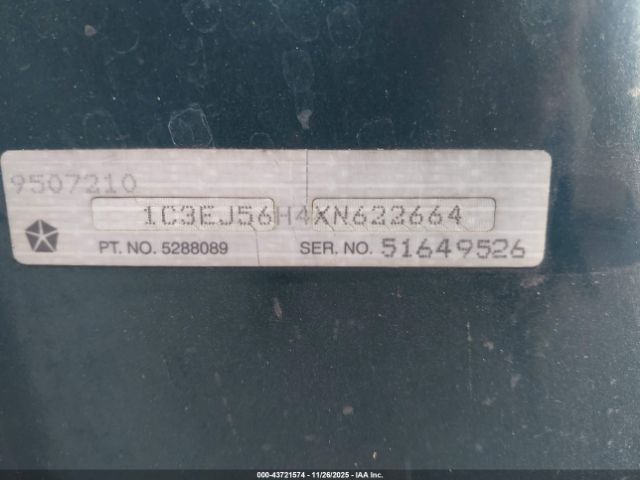 9507210
1C3EJ56H4XN622664
PT. NO. 5288089 SER. NO. 51649526
000-43721574 | 11/26/2025 | IAA Inc.